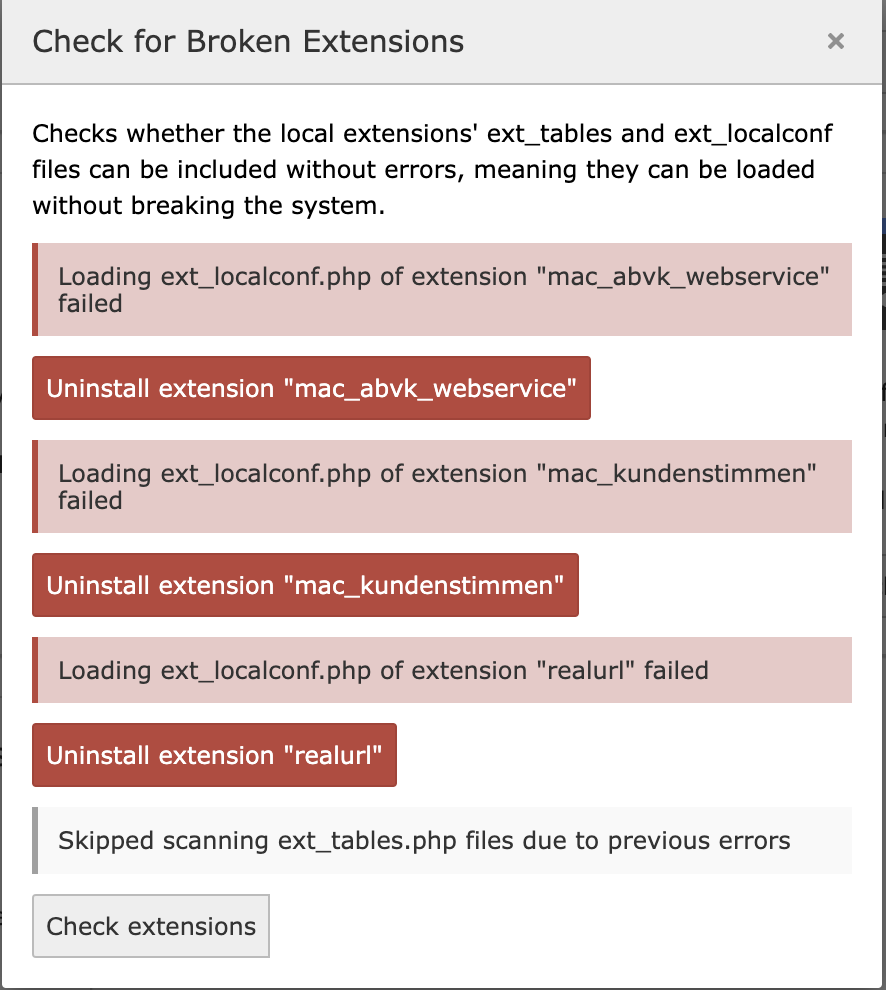 Check for Broken Extensions
×
Checks whether the local extensions' ext_tables and ext_localconf
files can be included without errors, meaning they can be loaded
without breaking the system.
Loading ext_localconf.php of extension "mac_abvk_webservice"
failed
Uninstall extension "mac_abvk_webservice"
Loading ext_localconf.php of extension "mac_kundenstimmen"
failed
Uninstall extension "mac_kundenstimmen"
Loading ext_localconf.php of extension "realurl" failed
Uninstall extension "realurl"
Skipped scanning ext_tables.php files due to previous errors
Check extensions